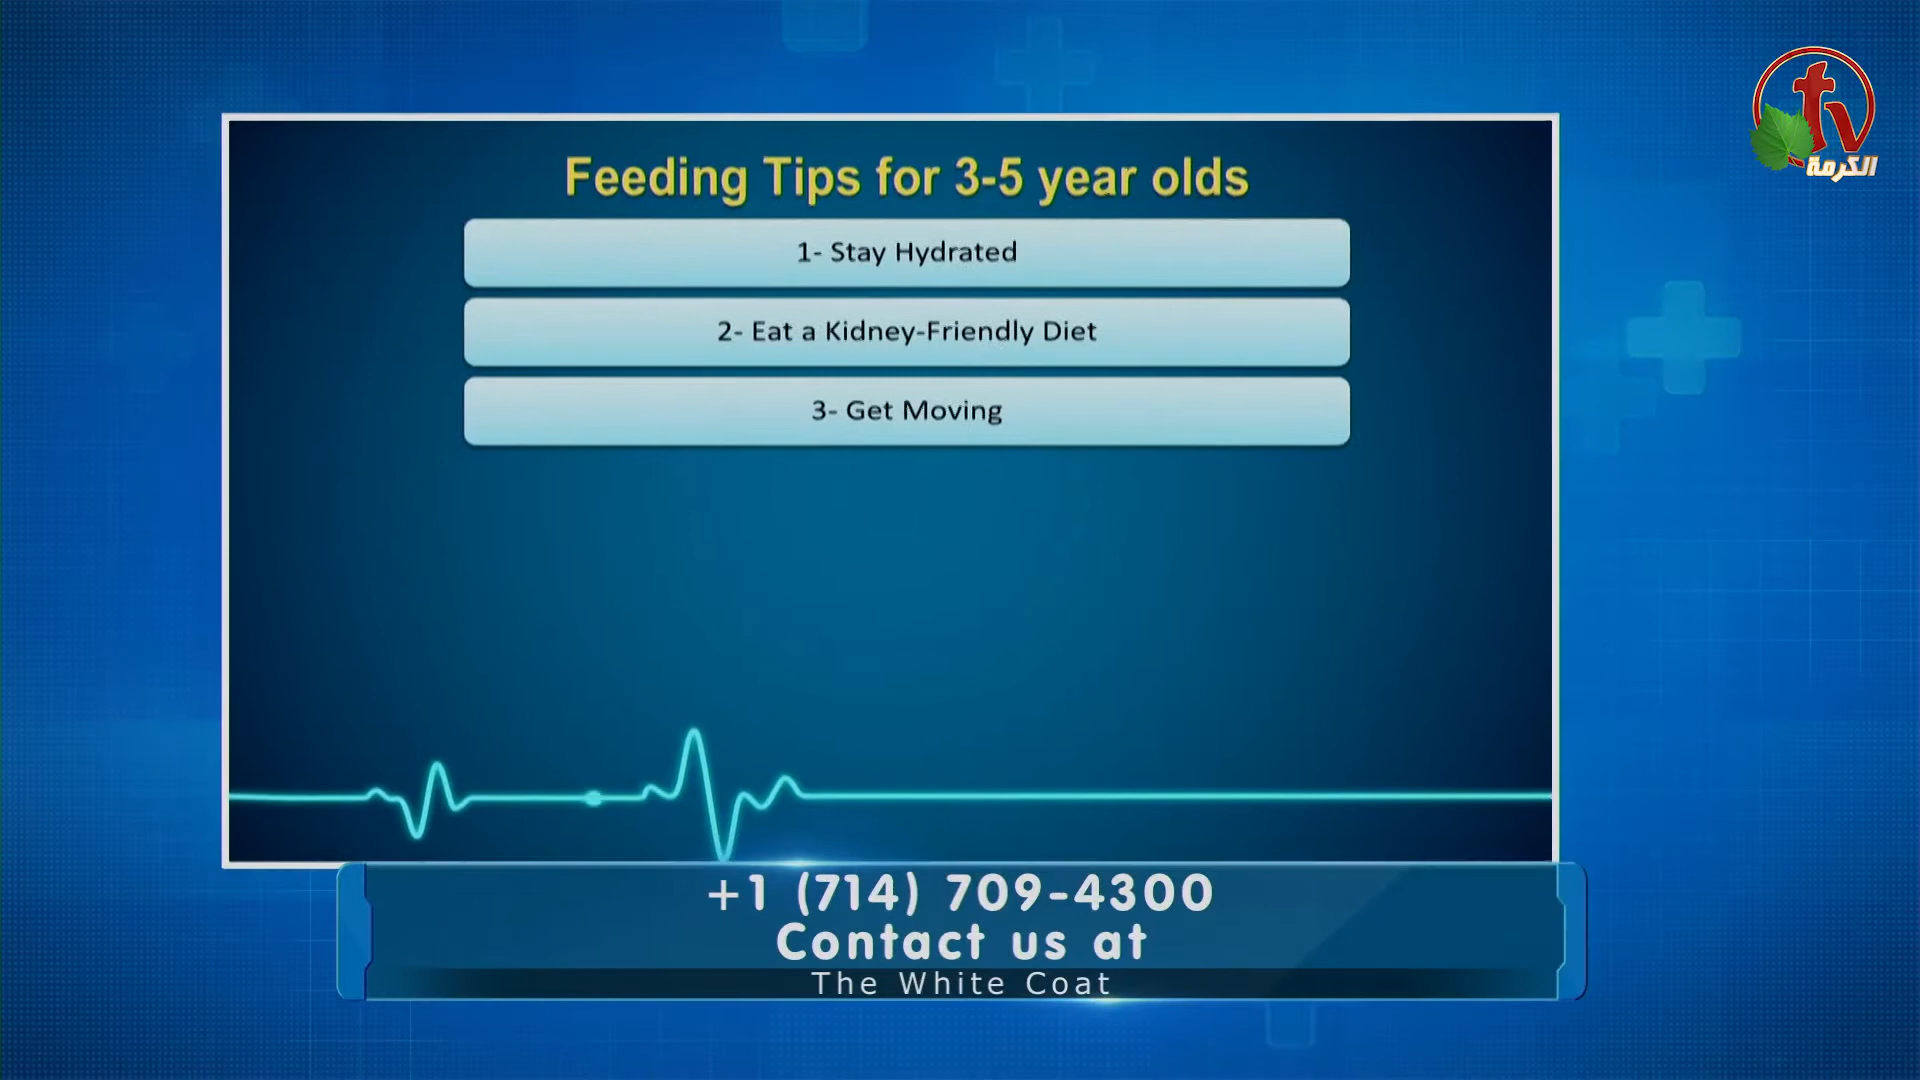 tv
الكرمة
Feeding Tips for 3-5 year olds
1- Stay Hydrated
2- Eat a Kidney-Friendly Diet
3- Get Moving
+1 (714) 709-4300
Contact us at
The White Coat